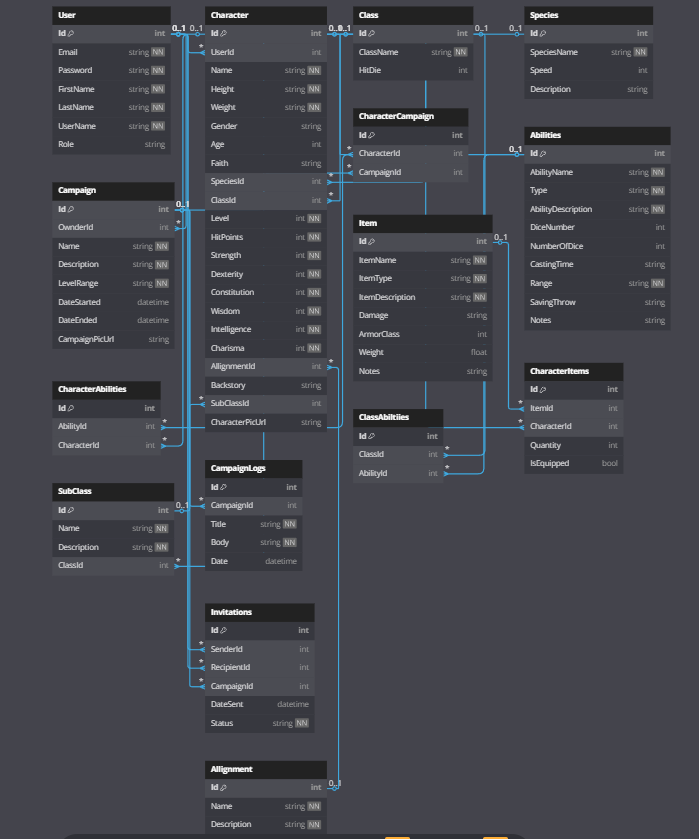 User
Id int
Email string NN
Password string NN
FirstName string NN
LastName string NN
UserName string NN
Role string
Campaign
Id int
OwnderId int
Name string NN
Description string NN
LevelRange string NN
DateStarted datetime
DateEnded datetime
CampaignPicUrl string
CharacterAbilities
Id int
AbilityId int
CharacterId int
SubClass
Id int
Name string NN
Description string NN
ClassId int
Character
Id int
UserId int
Name string NN
Height string NN
Weight string NN
Gender string
Age int
Faith string
SpeciesId int
ClassId int
Level int NN
HitPoints int NN
Strength int NN
Dexterity int NN
Constitution int NN
Wisdom int NN
Intelligence int NN
Charisma int NN
AllignmentId int
Backstory string
SubClassId int
CharacterPicUrl string
CampaignLogs
Id int
CampaignId int
Title string NN
Body string NN
Date datetime
Invitations
Id int
SenderId int
RecipientId int
CampaignId int
DateSent datetime
Status string NN
Allignment
Id int
Name string NN
Description string NN
Class
Id int
ClassName string NN
HitDie int
CharacterCampaign
Id int
CharacterId int
CampaignId int
Item
Id int
ItemName string NN
ItemType string NN
ItemDescription string NN
Damage string
ArmorClass int
Weight float
Notes string
ClassAbiltiies
Id int
ClassId int
AbilityId int
Species
Id int
SpeciesName string NN
Speed int
Description string
Abilities
Id int
AbilityName string NN
Type string NN
AbilityDescription string NN
DiceNumber int
NumberOfDice int
CastingTime string
Range string NN
SavingThrow string
Notes string
CharacterItems
Id int
ItemId int
CharacterId int
Quantity int
IsEquipped bool
0..1
0..1
0..1
0..1
0..1
0..1
0..1
0..1
0..1
0..1